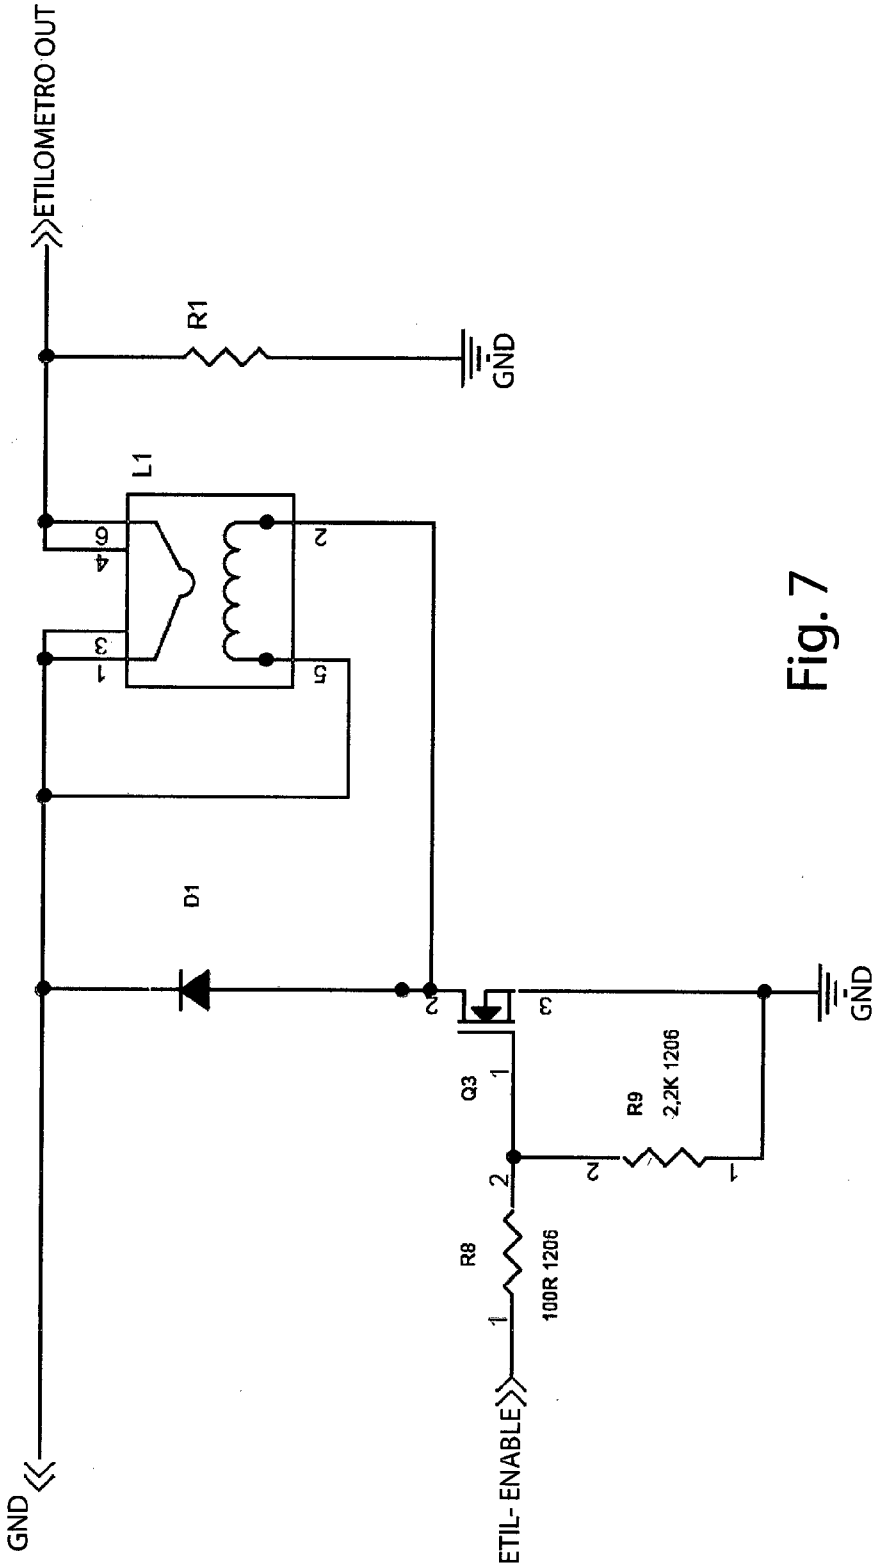 ETILOMETRO OUT
R1
GND
L1
6
4
3
1
2
5
D1
2
3
GND
Q3
1
R9
2,2K 1206
2
1
R8
2
1
100R 1206
GND
ETIL- ENABLE
Fig. 7